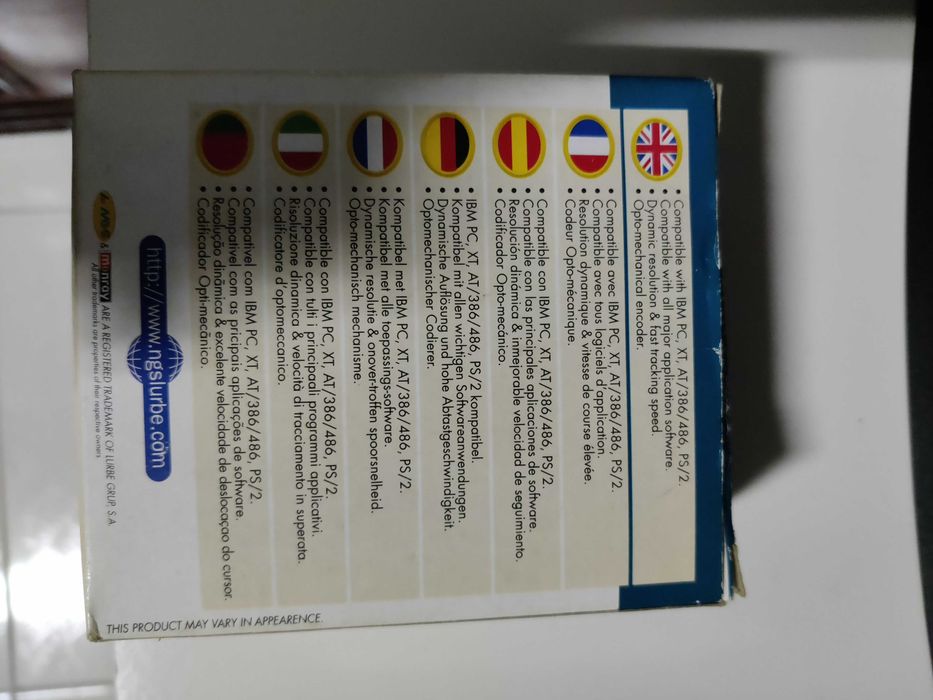 • Compatible with IBM PC, XT, AT/386/486, PS/2.
• Compatible with all major application software.
• Dynamic resolution & fast tracking speed.
• Opto-mechanical encoder.
• Compatible avec IBM PC, XT, AT/386/486, PS/2.
• Compatible avec tous logiciels d'application.
• Resolution dynamique & vitesse de course élevée.
• Codeur Opto-mécanique.
• Compatible con IBM PC, XT, AT/386/486, PS/2.
• Compatible con las principales aplicaciones de software.
• Resolución dinámica & inmejorable velocidad de seguimiento.
• Codificador Opto-mecánico.
• IBM PC, XT, AT/386/486, PS/2 kompatibel.
• Kompatibel mit allen wichtigen Softwareanwendungen.
• Dynamische Auflösung und hohe Abtastgeschwindigkeit.
• Optomechanischer Codierer.
• Kompatibel met IBM PC, XT, AT/386/486, PS/2.
• Kompatibel met alle toepassings-software.
• Dynamische resolutie & onover-troffen spoorsnelheid.
• Opto-mechanisch mechanisme.
• Compatible con IBM PC, XT, AT/386/486, PS/2.
• Compatible con tulti i principali programmi applicativi.
• Risoluzione dinamica & velocità di tracciamento in superata.
• Codificatore d'optomeccanico.
• Compativel com IBM PC, XT, AT/386/486, PS/2.
• Compativel com as pricipais aplicações de software.
• Resolução dinâmica & excelente velocidade de deslocaçao do cursor.
• Codificador Opti-mecânico.
http://www.ngslurbe.com
& monray ARE A REGISTERED TRADEMARK OF LURBE GRUP, S.A.
All other trademarks are properties of their respective owners.
THIS PRODUCT MAY VARY IN APPEARENCE.